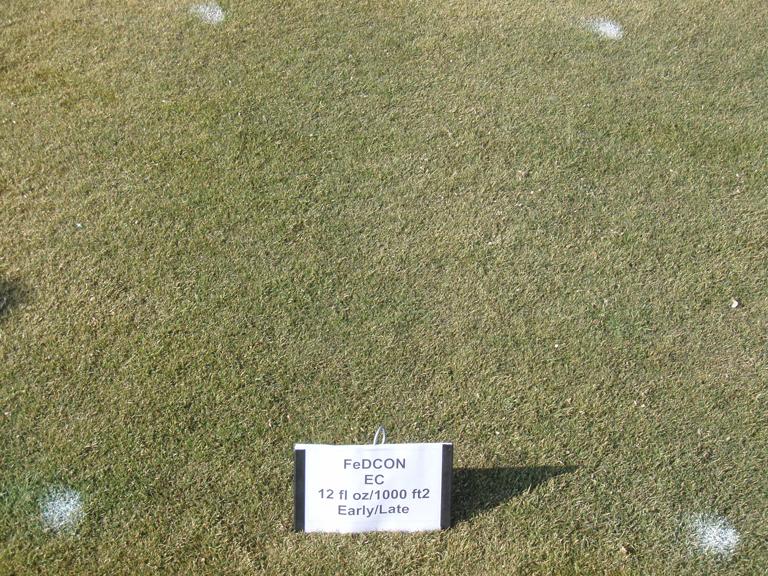 FeDCON
EC
12 fl oz/1000 ft2
Early/Late